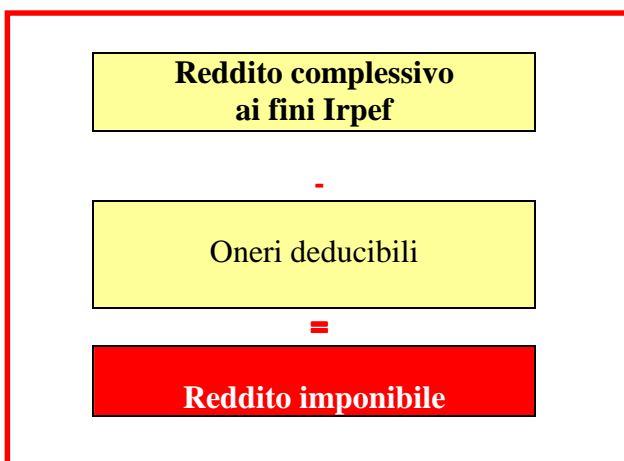 Reddito complessivo
ai fini Irpef
-
Oneri deducibili
=
Reddito imponibile